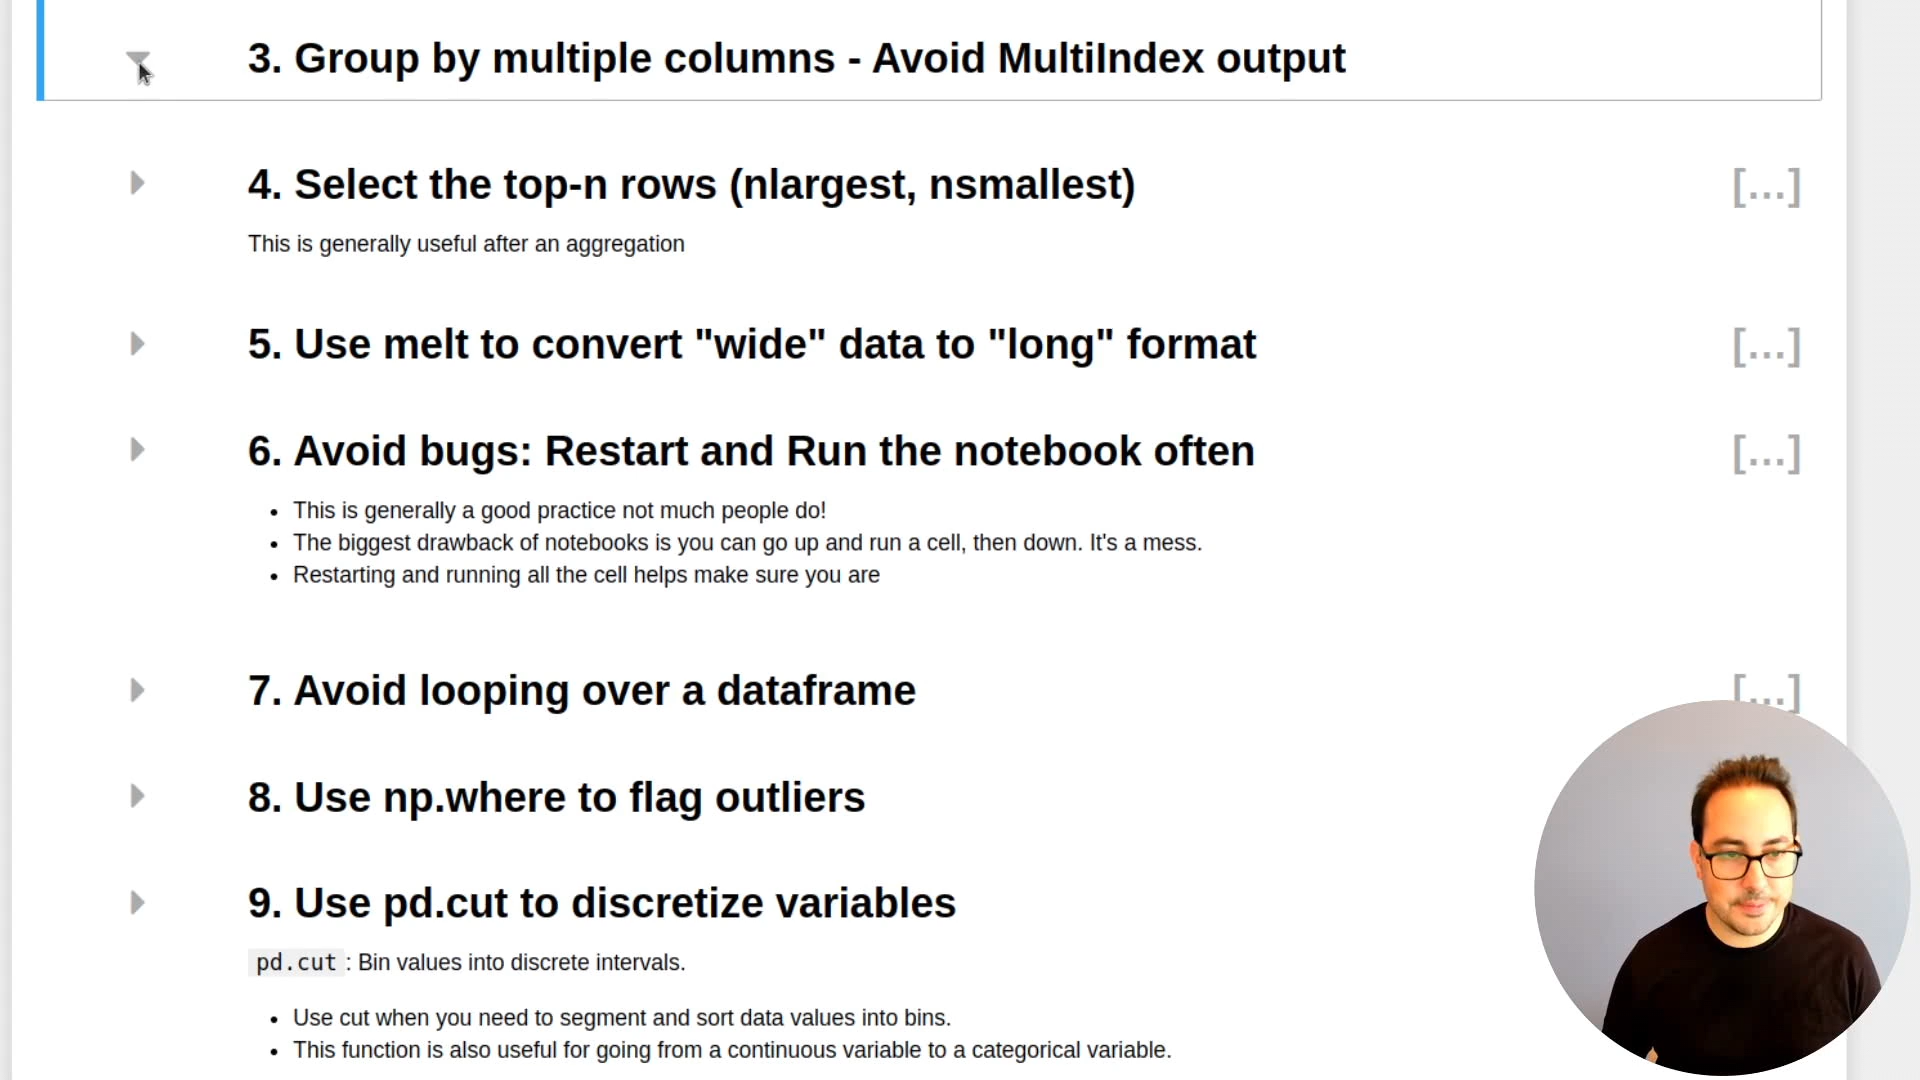 3. Group by multiple columns - Avoid MultiIndex output
4. Select the top-n rows (nlargest, nsmallest)
[...]
This is generally useful after an aggregation
5. Use melt to convert "wide" data to "long" format
[...]
6. Avoid bugs: Restart and Run the notebook often
[...]
This is generally a good practice not much people do!
The biggest drawback of notebooks is you can go up and run a cell, then down. It's a mess.
Restarting and running all the cell helps make sure you are
7. Avoid looping over a dataframe
[...]
8. Use np.where to flag outliers
9. Use pd.cut to discretize variables
pd.cut : Bin values into discrete intervals.
Use cut when you need to segment and sort data values into bins.
This function is also useful for going from a continuous variable to a categorical variable.